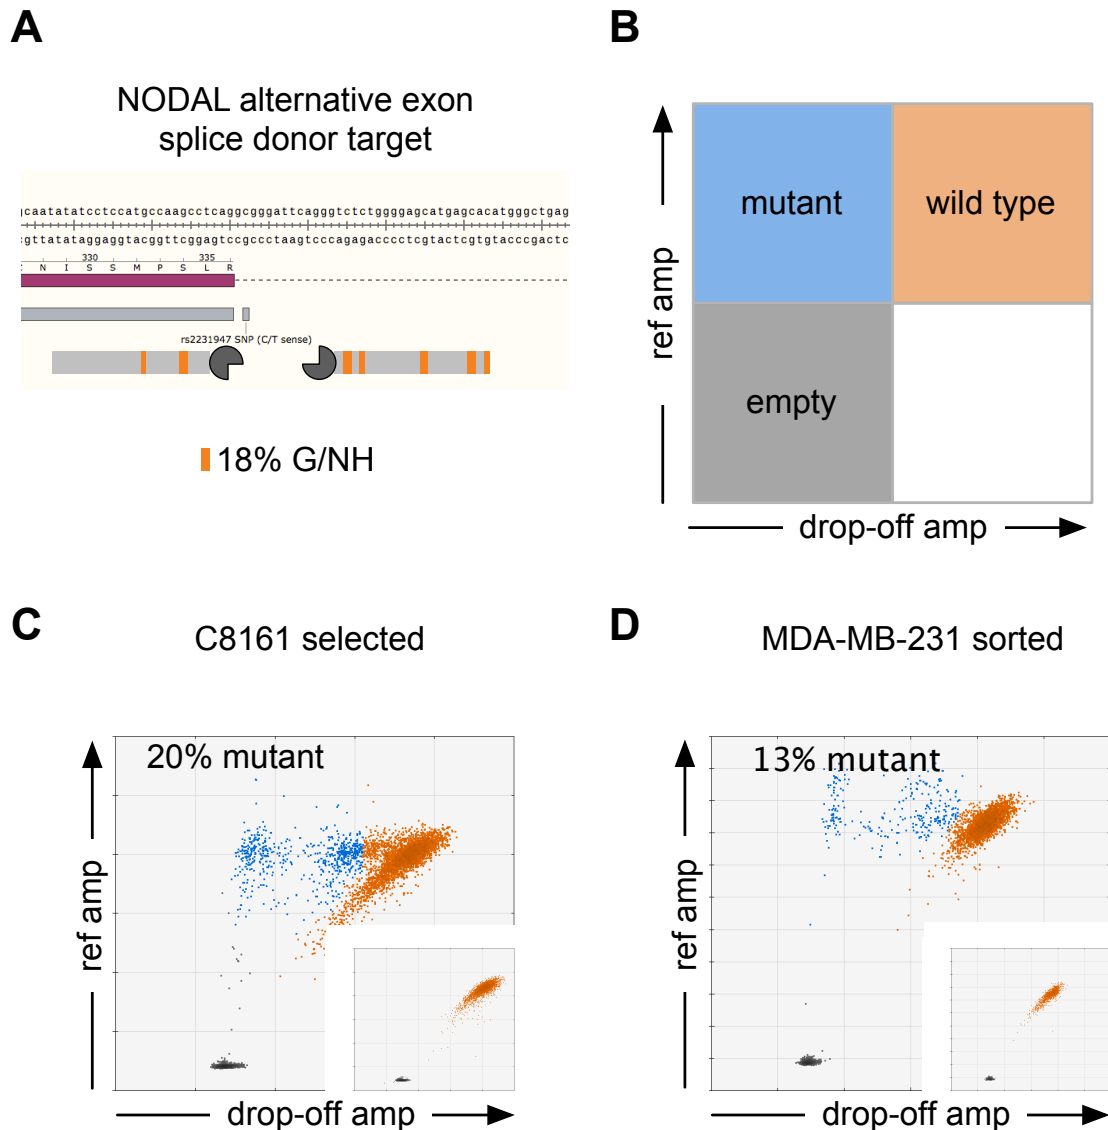 A
NODAL alternative exon
splice donor target
gcaatatatcctccatgccaagcctcaggcgggattcagggtctctggggagcatgagcacatgggctgag
cgttatataggaggtacggttcggagtccgccctaagtcccagagacccctcgtactcgtgtacccgactc
330 335
N I S S M P S L R
rs2231947 SNP (C/T sense)
18% G/NH
B
mutant
wild type
empty
ref amp
drop-off amp
C
C8161 selected
20% mutant
ref amp
drop-off amp
D
MDA-MB-231 sorted
13% mutant
ref amp
drop-off amp